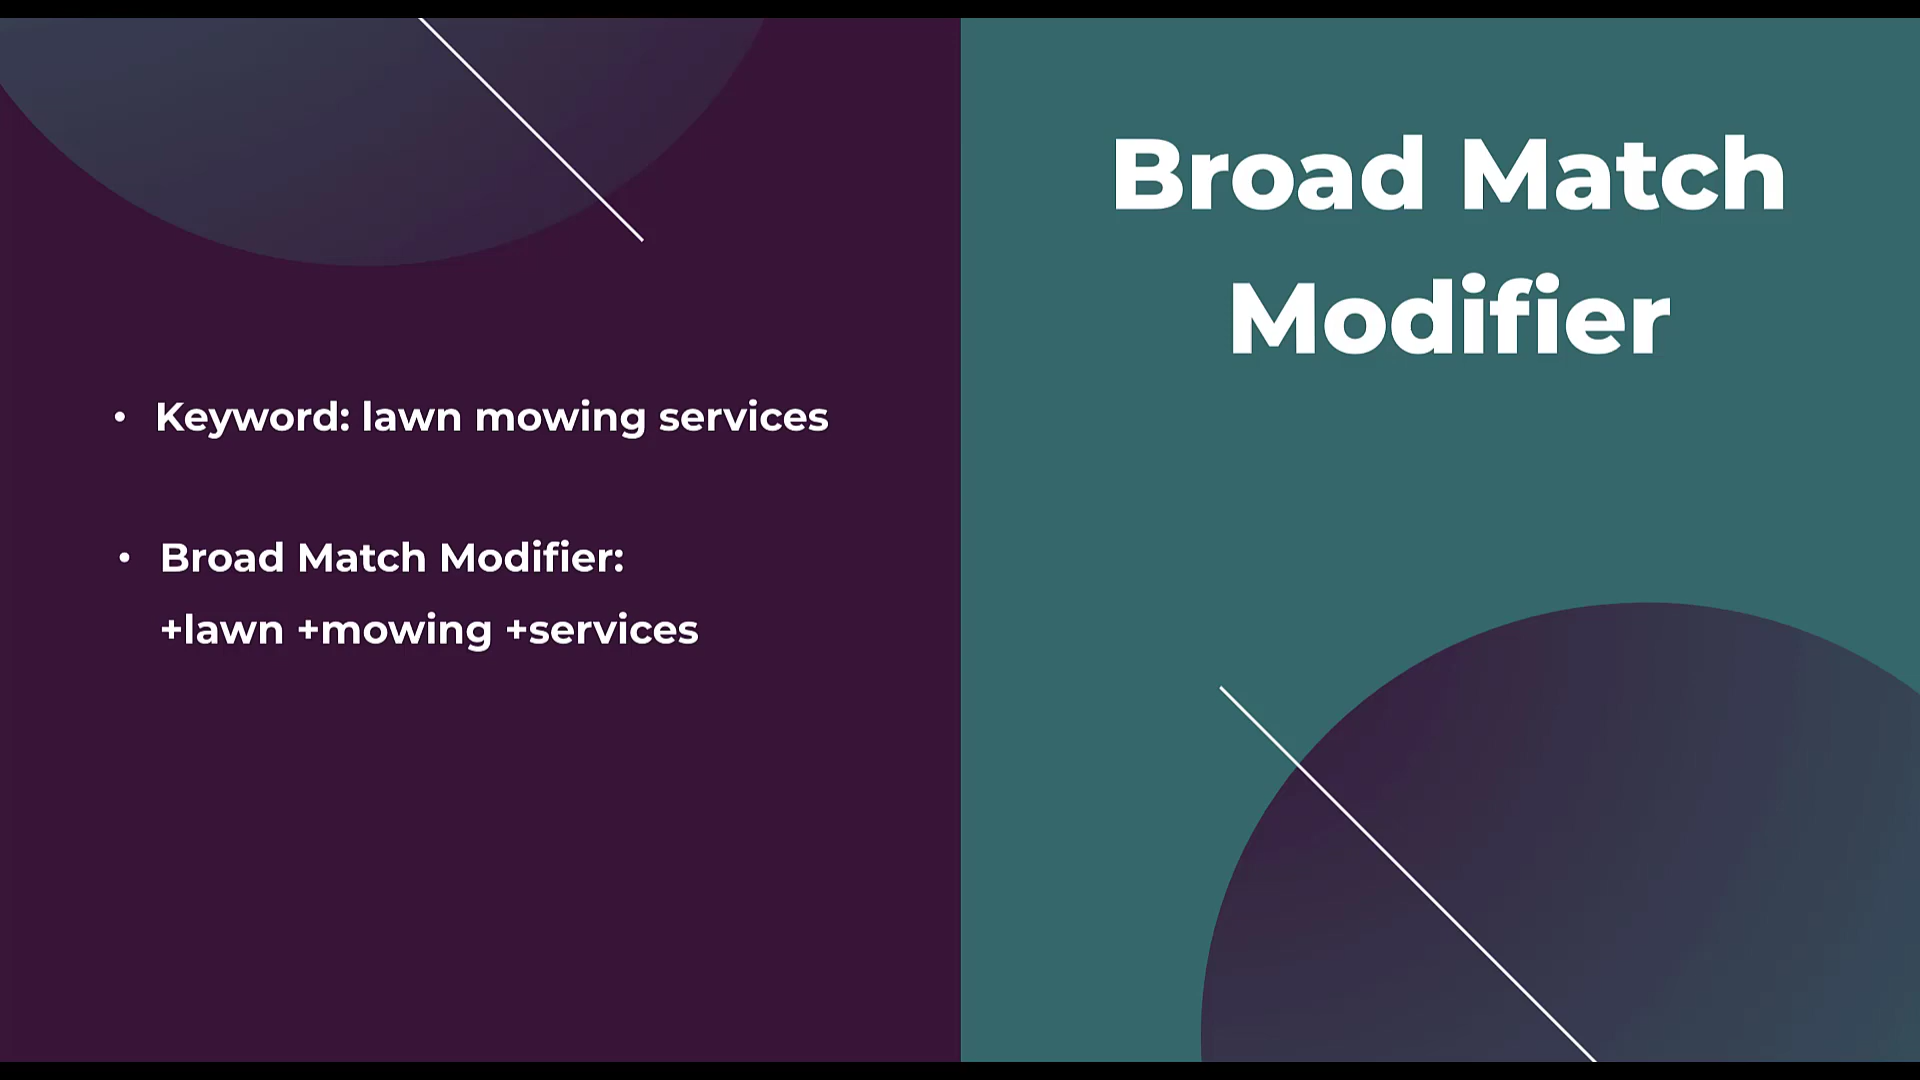 Broad Match
Modifier
• Keyword: lawn mowing services
• Broad Match Modifier:
+lawn +mowing +services